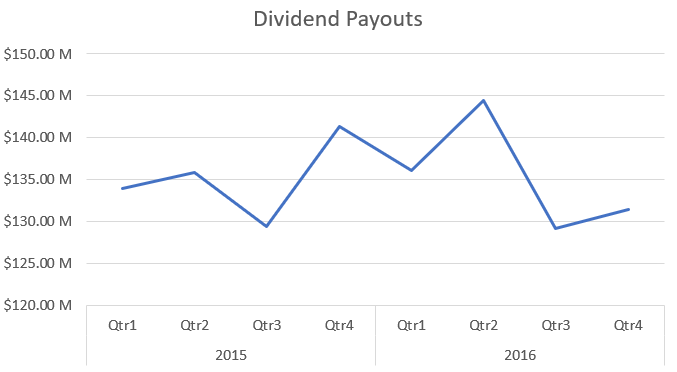 Dividend Payouts
$150.00 M
$145.00 M
$140.00 M
$135.00 M
$130.00 M
$125.00 M
$120.00 M
Qtr1 Qtr2 Qtr3 Qtr4 Qtr1 Qtr2 Qtr3 Qtr4
2015 2016